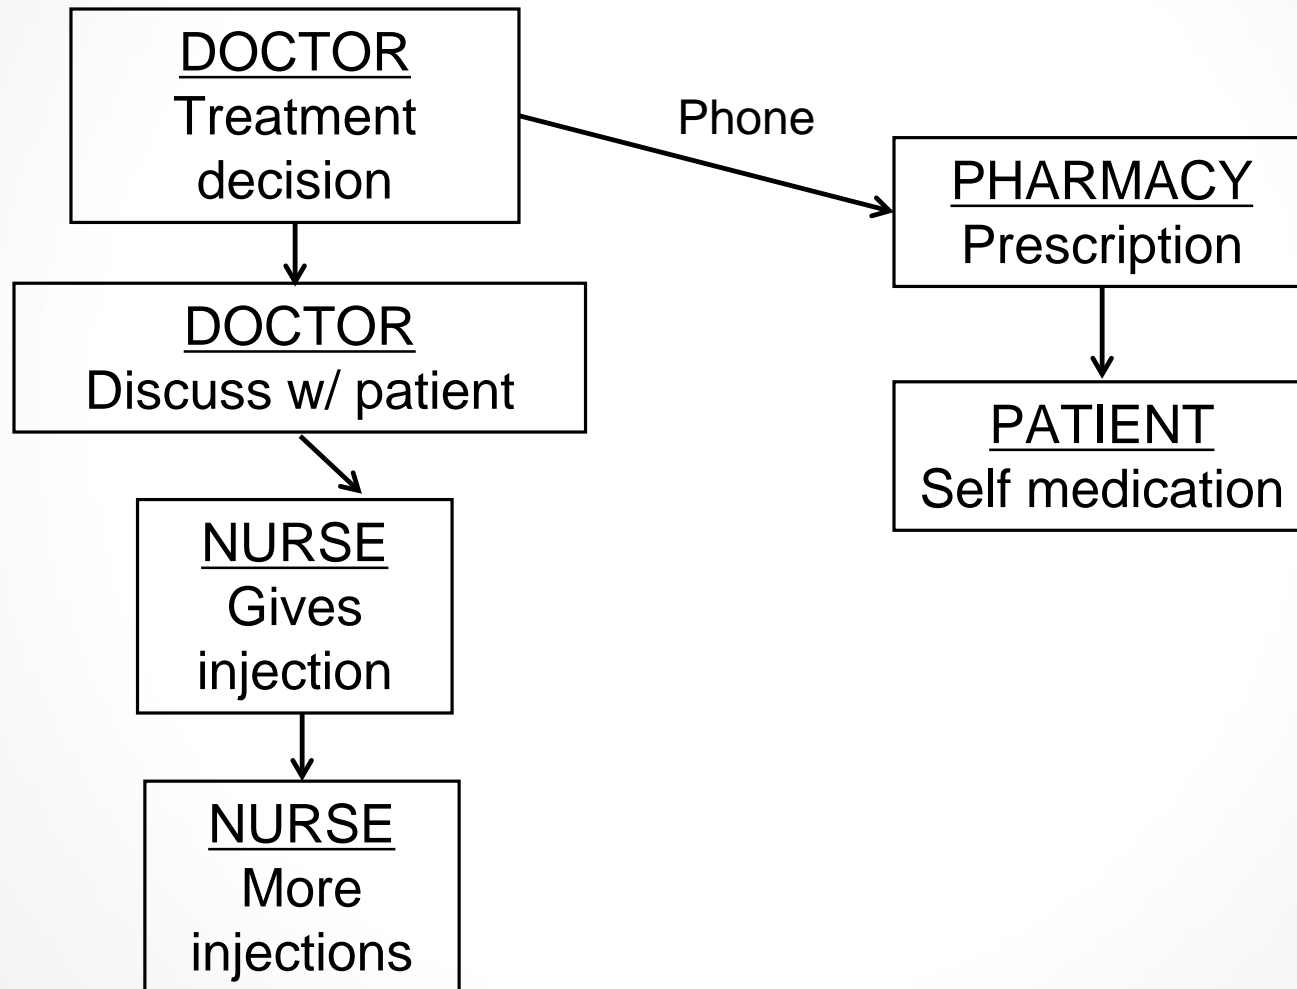 DOCTOR
Treatment
decision
Phone
PHARMACY
Prescription
DOCTOR
Discuss w/ patient
PATIENT
Self medication
NURSE
Gives
injection
NURSE
More
injections